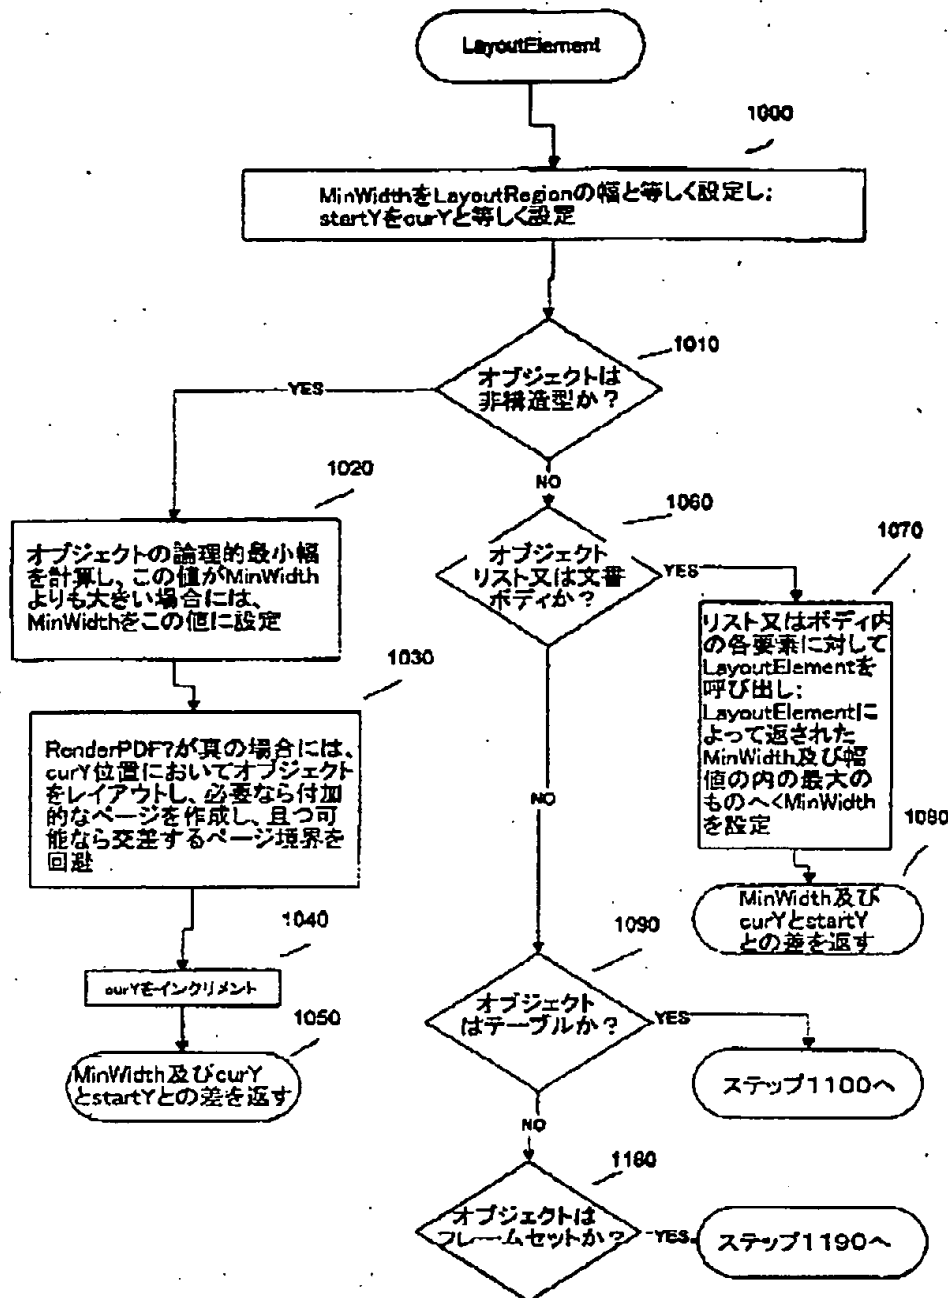 LayoutElement
1000
MinWidthをLayoutRegionの幅と等しく設定し;
startYをcurYと等しく設定
1010
オブジェクトは
非構造型か？
YES
NO
1020
オブジェクトの論理的最小幅
を計算し、この値がMinWidth
よりも大きい場合には、
MinWidthをこの値に設定
1030
RenderPDF?が真の場合には、
curY位置においてオブジェクト
をレイアウトし、必要なら付加
的なページを作成し、且つ可
能なら交差するページ境界を
回避
1040
curYをインクリメント
1050
MinWidth及びcurY
とstartYとの差を返す
1060
オブジェクト
リスト又は文書
ボディか？
YES
NO
1070
リスト又はボディ内
の各要素に対して
LayoutElementを
呼び出し;
LayoutElementに
よって返された
MinWidth及び幅
値の内の最大の
ものへくMinWidth
を設定
1080
MinWidth及び
curYとstartY
との差を返す
1090
オブジェクト
はテーブルか？
YES
ステップ1100へ
NO
1180
オブジェクトは
フレームセットか？
YES
ステップ1190へ